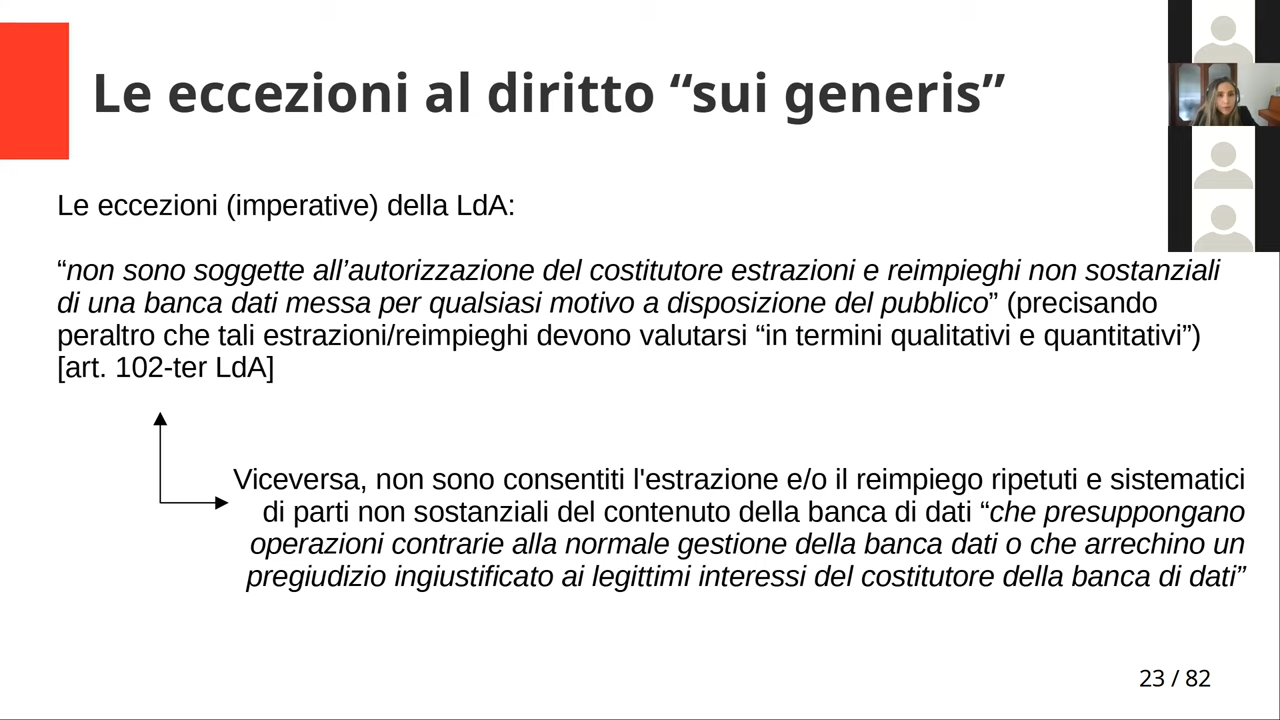 Le eccezioni al diritto “sui generis”
Le eccezioni (imperative) della LdA:
“non sono soggette all’autorizzazione del costitutore estrazioni e reimpieghi non sostanziali
di una banca dati messa per qualsiasi motivo a disposizione del pubblico” (precisando
peraltro che tali estrazioni/reimpieghi devono valutarsi “in termini qualitativi e quantitativi”)
[art. 102-ter LdA]
Viceversa, non sono consentiti l'estrazione e/o il reimpiego ripetuti e sistematici
di parti non sostanziali del contenuto della banca di dati “che presuppongano
operazioni contrarie alla normale gestione della banca dati o che arrechino un
pregiudizio ingiustificato ai legittimi interessi del costitutore della banca di dati”
23 / 82